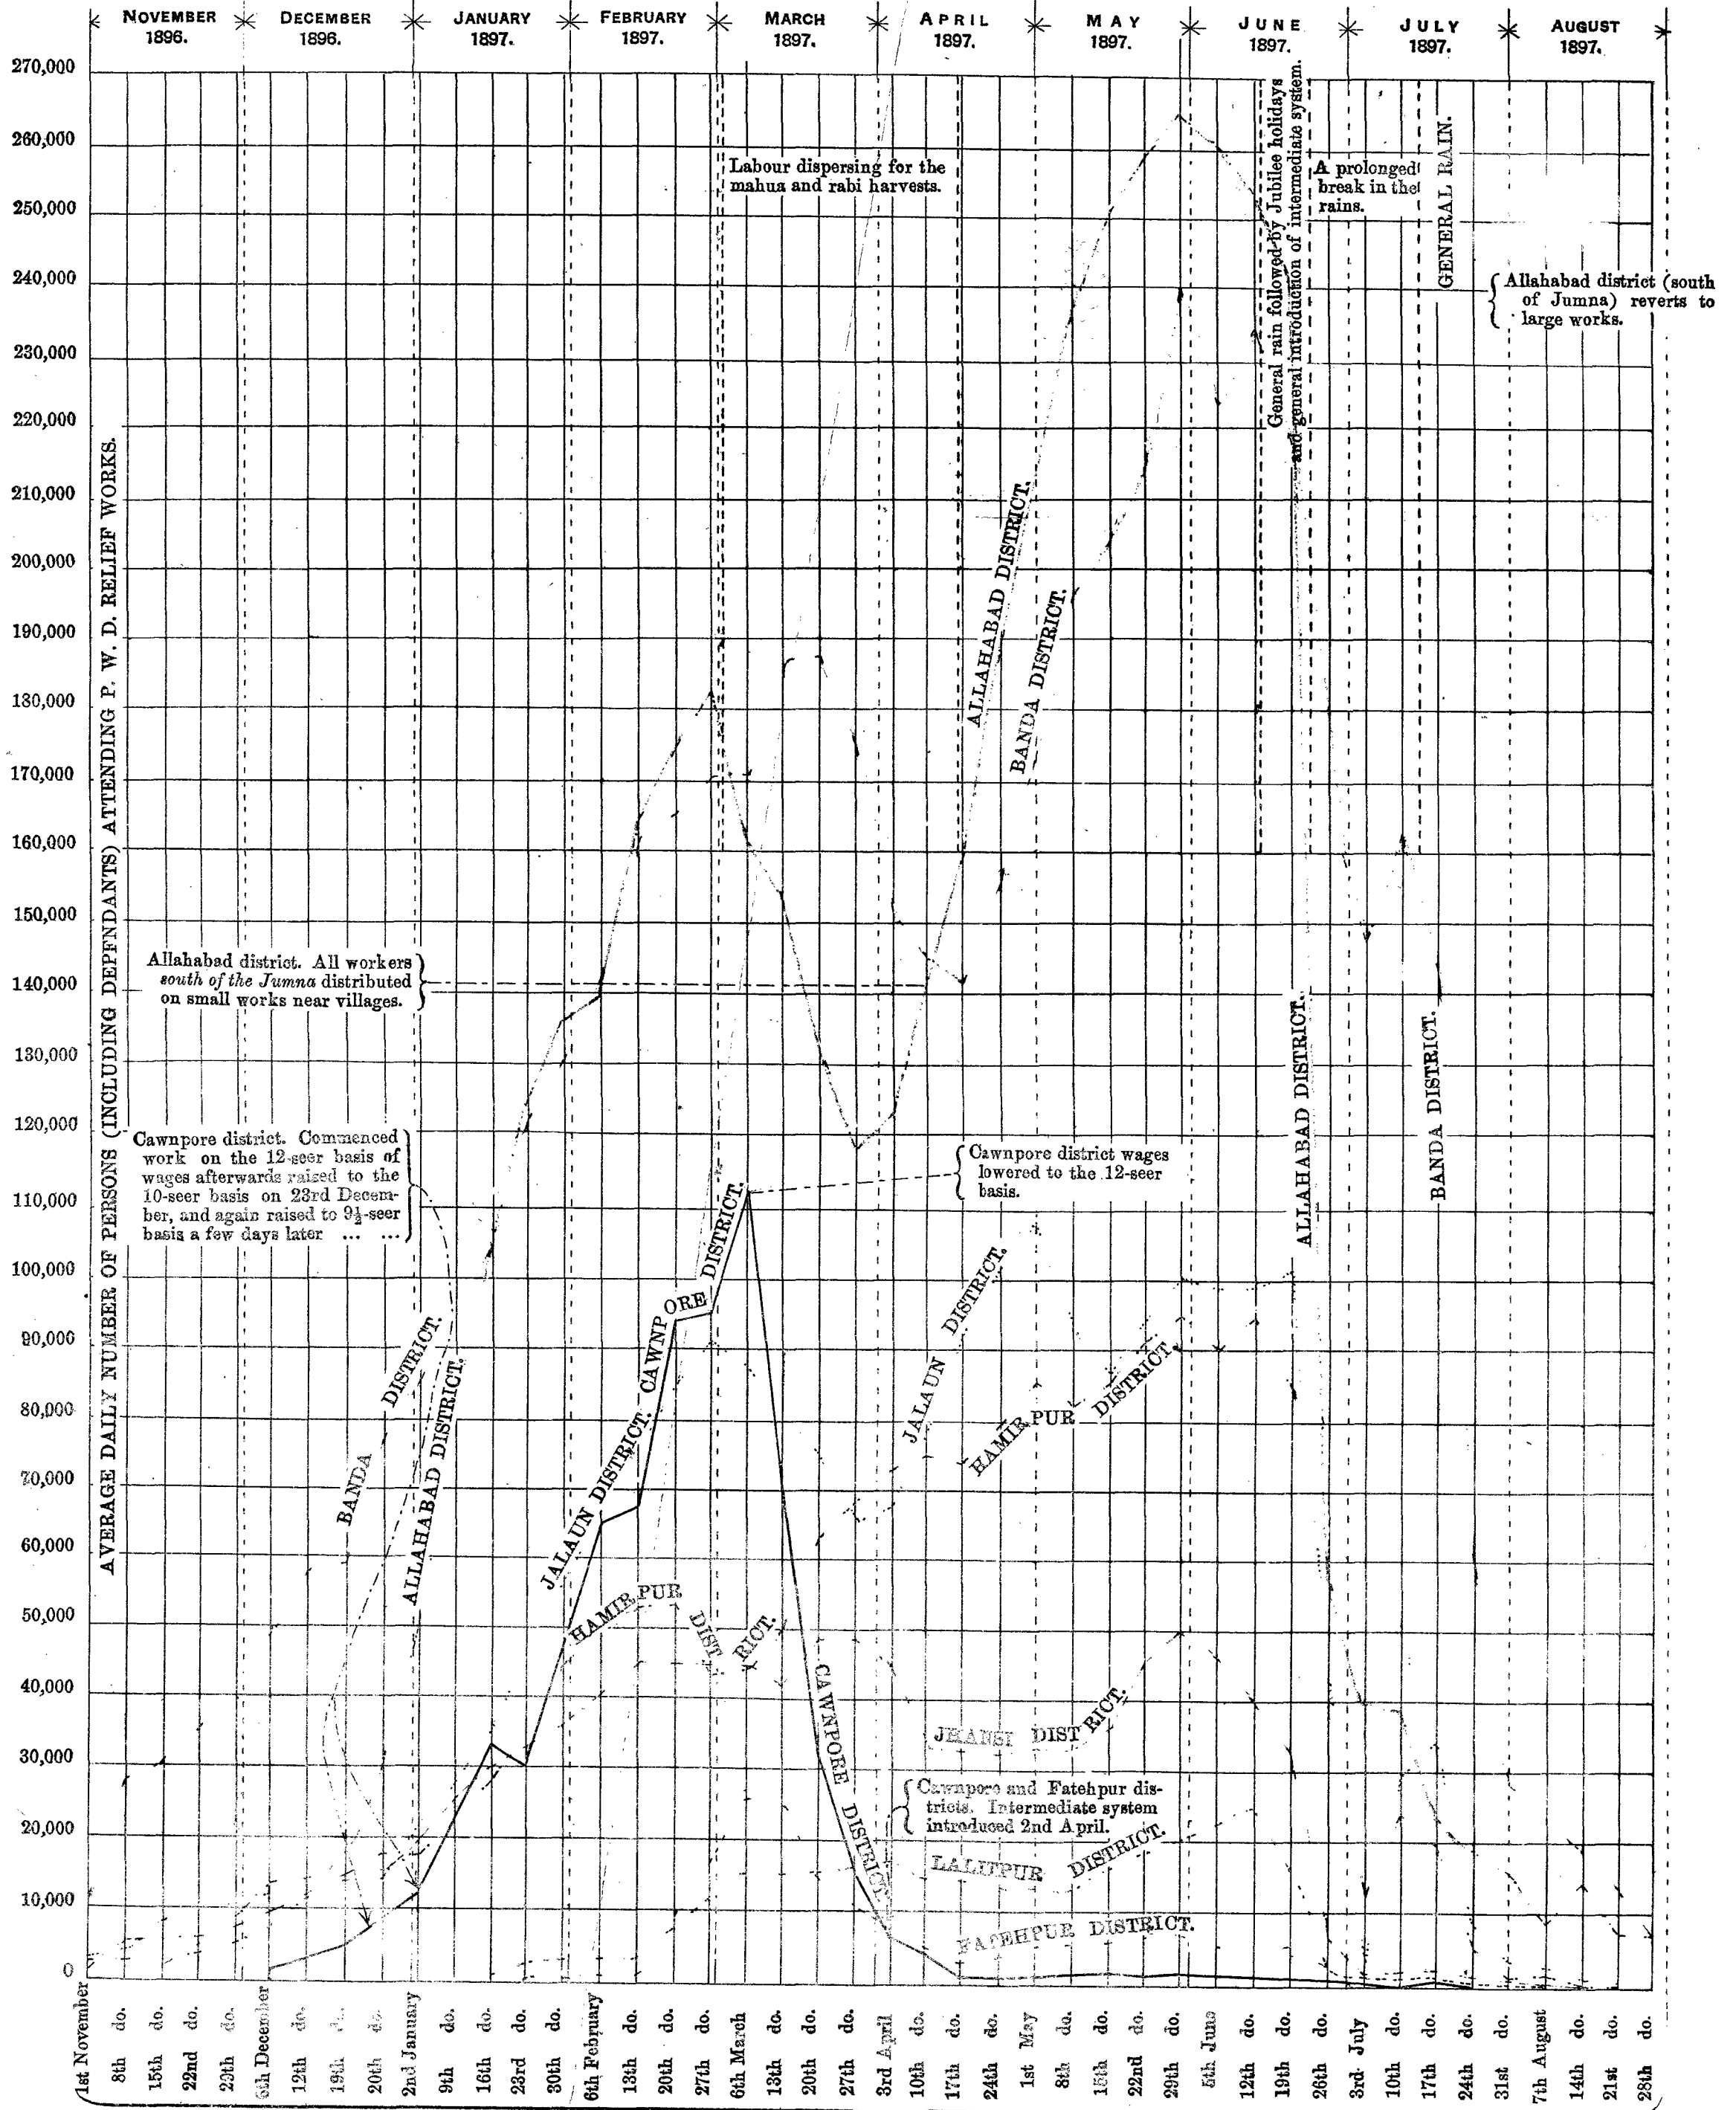 NOVEMBER 1896.
DECEMBER 1896.
JANUARY 1897.
FEBRUARY 1897.
MARCH 1897.
APRIL 1897.
MAY 1897.
JUNE 1897.
JULY 1897.
AUGUST 1897.
270,000
260,000
250,000
240,000
230,000
220,000
210,000
200,000
190,000
180,000
170,000
160,000
150,000
140,000
130,000
120,000
110,000
100,000
90,000
80,000
70,000
60,000
50,000
40,000
30,000
20,000
10,000
0
AVERAGE DAILY NUMBER OF PERSONS (INCLUDING DEPFNDANTS) ATTENDING P. W. D. RELIEF WORKS.
Labour dispersing for the
mahua and rabi harvests.
General rain followed by Jubilee holidays
and general introduction of intermediate system.
A prolonged
break in the
rains.
GENERAL RAIN.
Allahabad district (south
of Jumna) reverts to
large works.
ALLAHABAD DISTRICT.
BANDA DISTRICT.
Allahabad district. All workers
south of the Jumna distributed
on small works near villages.
Cawnpore district. Commenced
work on the 12-seer basis of
wages afterwards raised to the
10-seer basis on 23rd Decem-
ber, and again raised to 9½-seer
basis a few days later ... ...
Cawnpore district wages
lowered to the 12-seer
basis.
ALLAHABAD DISTRICT.
BANDA DISTRICT.
BANDA DISTRICT.
ALLAHABAD DISTRICT.
JALAUN DISTRICT.
CAWNPORE DISTRICT.
HAMIRPUR DISTRICT.
JALAUN DISTRICT.
HAMIRPUR DISTRICT.
CAWNPORE DISTRICT.
JHANSI DISTRICT.
Cawnpore and Fatehpur dis-
tricts. Intermediate system
introduced 2nd April.
LALITPUR DISTRICT.
FATEHPUR DISTRICT.
1st November
8th do.
15th do.
22nd do.
29th do.
6th December
12th do.
19th do.
20th do.
2nd January
9th do.
16th do.
23rd do.
30th do.
6th February
13th do.
20th do.
27th do.
6th March
13th do.
20th do.
27th do.
3rd April
10th do.
17th do.
24th do.
1st May
8th do.
15th do.
22nd do.
29th do.
5th June
12th do.
19th do.
26th do.
3rd July
10th do.
17th do.
24th do.
31st do.
7th August
14th do.
21st do.
28th do.